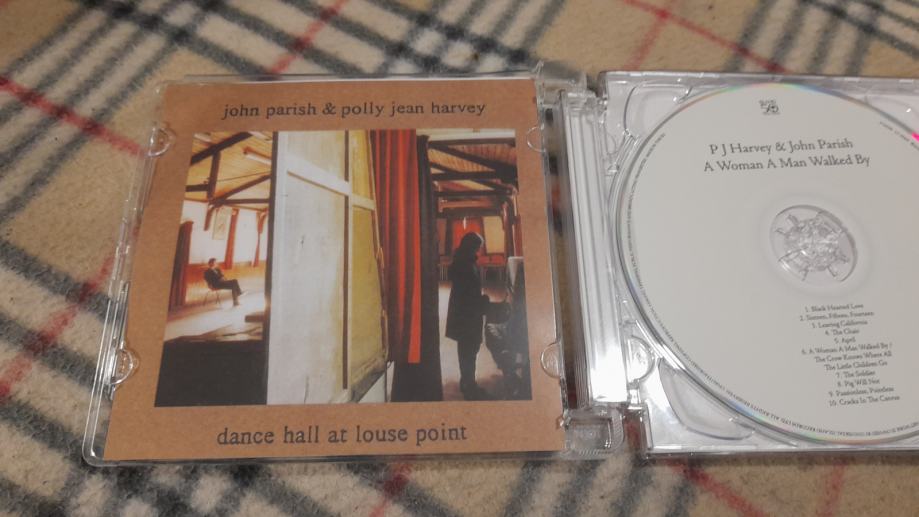 john parish & polly jean harvey
dance hall at louse point
P J Harvey & John Parish
A Woman A Man Walked By
1. Black Hearted Love
2. Sixteen, Fifteen, Fourteen
3. Leaving California
4. The Chair
5. April
6. A Woman A Man Walked By /
The Crow Knows Where All
The Little Children Go
7. The Soldier
8. Pig Will Not
9. Passionless, Pointless
10. Cracks In The Canvas